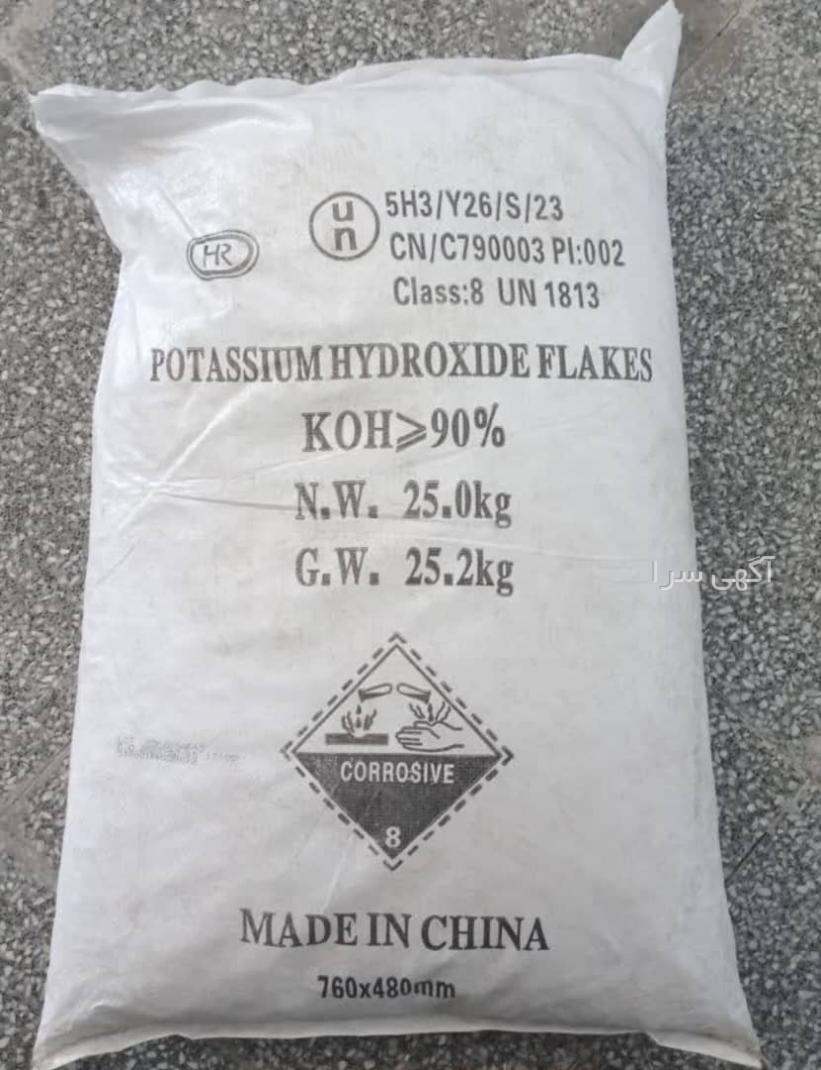 HR
un
5H3/Y26/S/23
CN/C790003 PI:002
Class:8 UN 1813
POTASSIUM HYDROXIDE FLAKES
KOH⩾90%
N.W. 25.0kg
G.W. 25.2kg
آگهی سرا
CORROSIVE
8
MADE IN CHINA
760x480mm